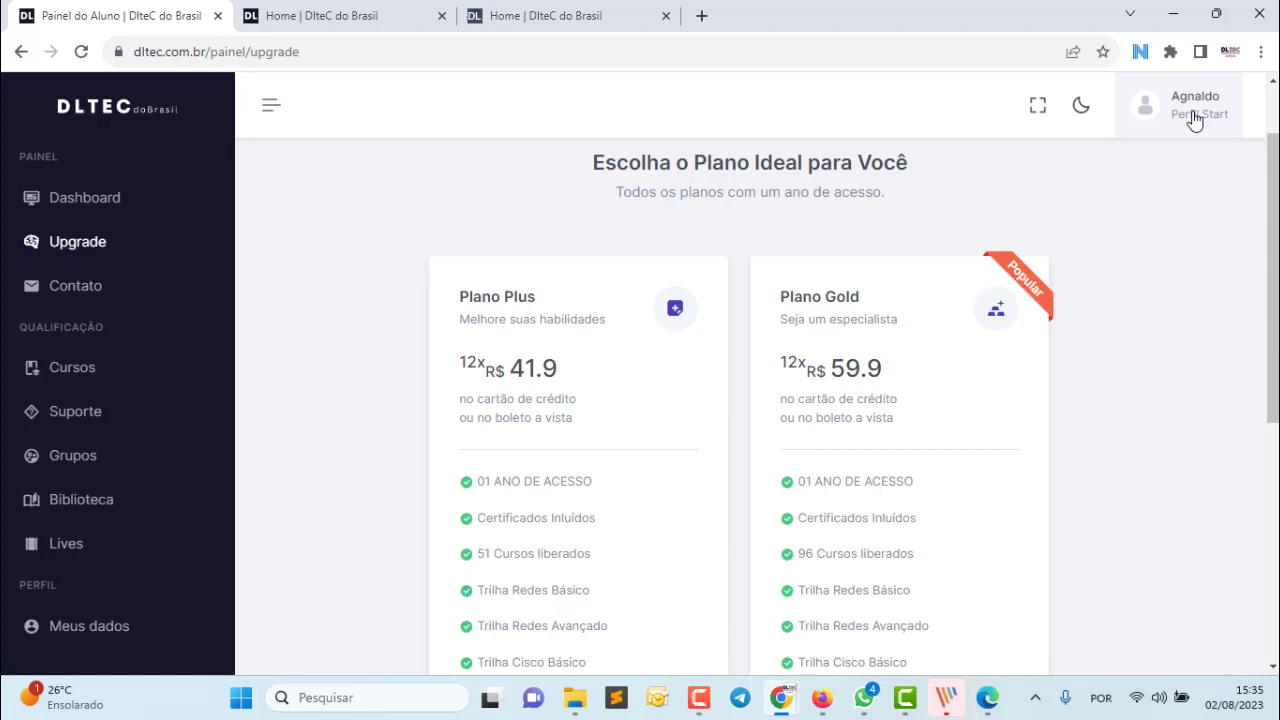 Painel do Aluno | DlteC do Brasil
Home | DlteC do Brasil
Home | DlteC do Brasil
dltec.com.br/painel/upgrade
DLTEC do Brasil
PAINEL
Dashboard
Upgrade
Contato
QUALIFICAÇÃO
Cursos
Suporte
Grupos
Biblioteca
Lives
PERFIL
Meus dados
Agnaldo
Perfil Start
Escolha o Plano Ideal para Você
Todos os planos com um ano de acesso.
Plano Plus
Melhore suas habilidades
12x R$ 41.9
no cartão de crédito
ou no boleto a vista
01 ANO DE ACESSO
Certificados Inluídos
51 Cursos liberados
Trilha Redes Básico
Trilha Redes Avançado
Trilha Cisco Básico
Popular
Plano Gold
Seja um especialista
12x R$ 59.9
no cartão de crédito
ou no boleto a vista
01 ANO DE ACESSO
Certificados Inluídos
96 Cursos liberados
Trilha Redes Básico
Trilha Redes Avançado
Trilha Cisco Básico
1
26°C
Ensolarado
Pesquisar
4
POR
15:35
02/08/2023